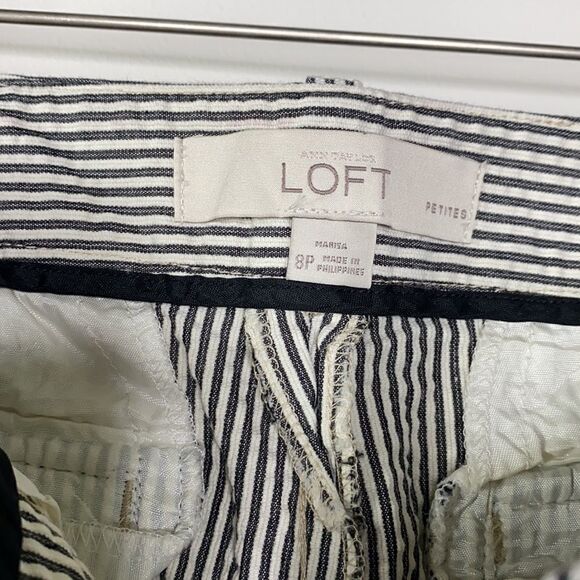 ANN TAYLOR
LOFT
PETITES
MARISA
8P MADE IN
PHILIPPINES